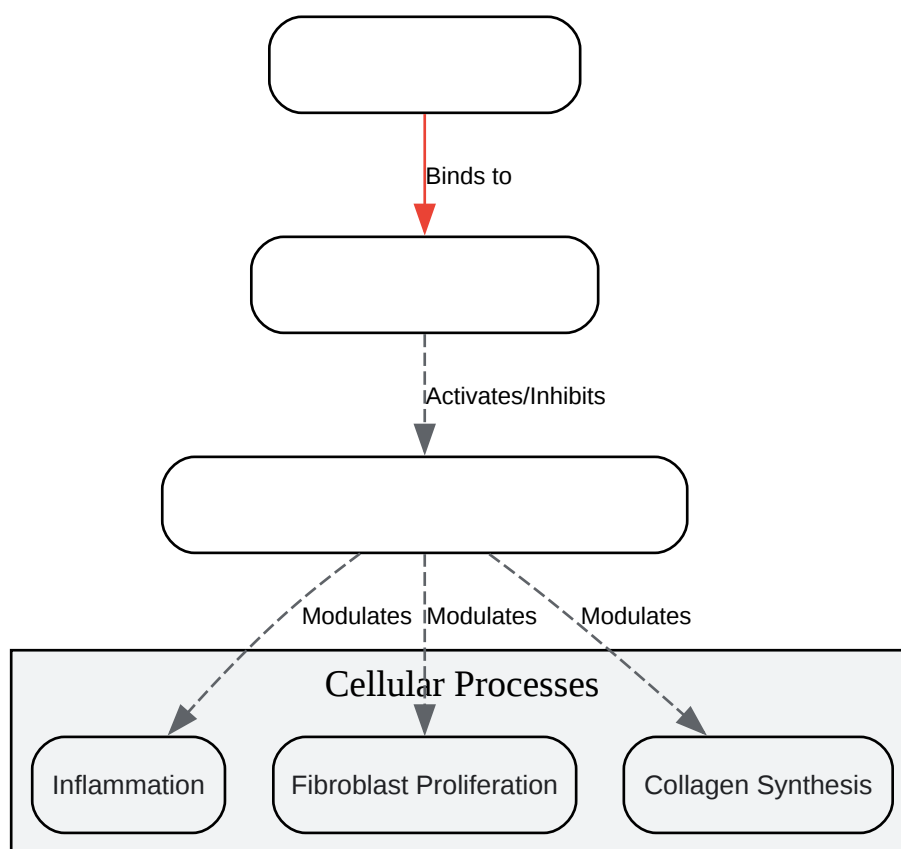 Binds to
Activates/Inhibits
Modulates
Modulates
Modulates
Cellular Processes
Inflammation
Fibroblast Proliferation
Collagen Synthesis